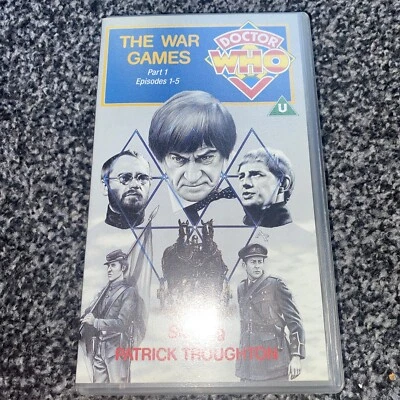 THE WAR
GAMES
Part 1
Episodes 1-5
DOCTOR
WHO
U
PATRICK TROUGHTON